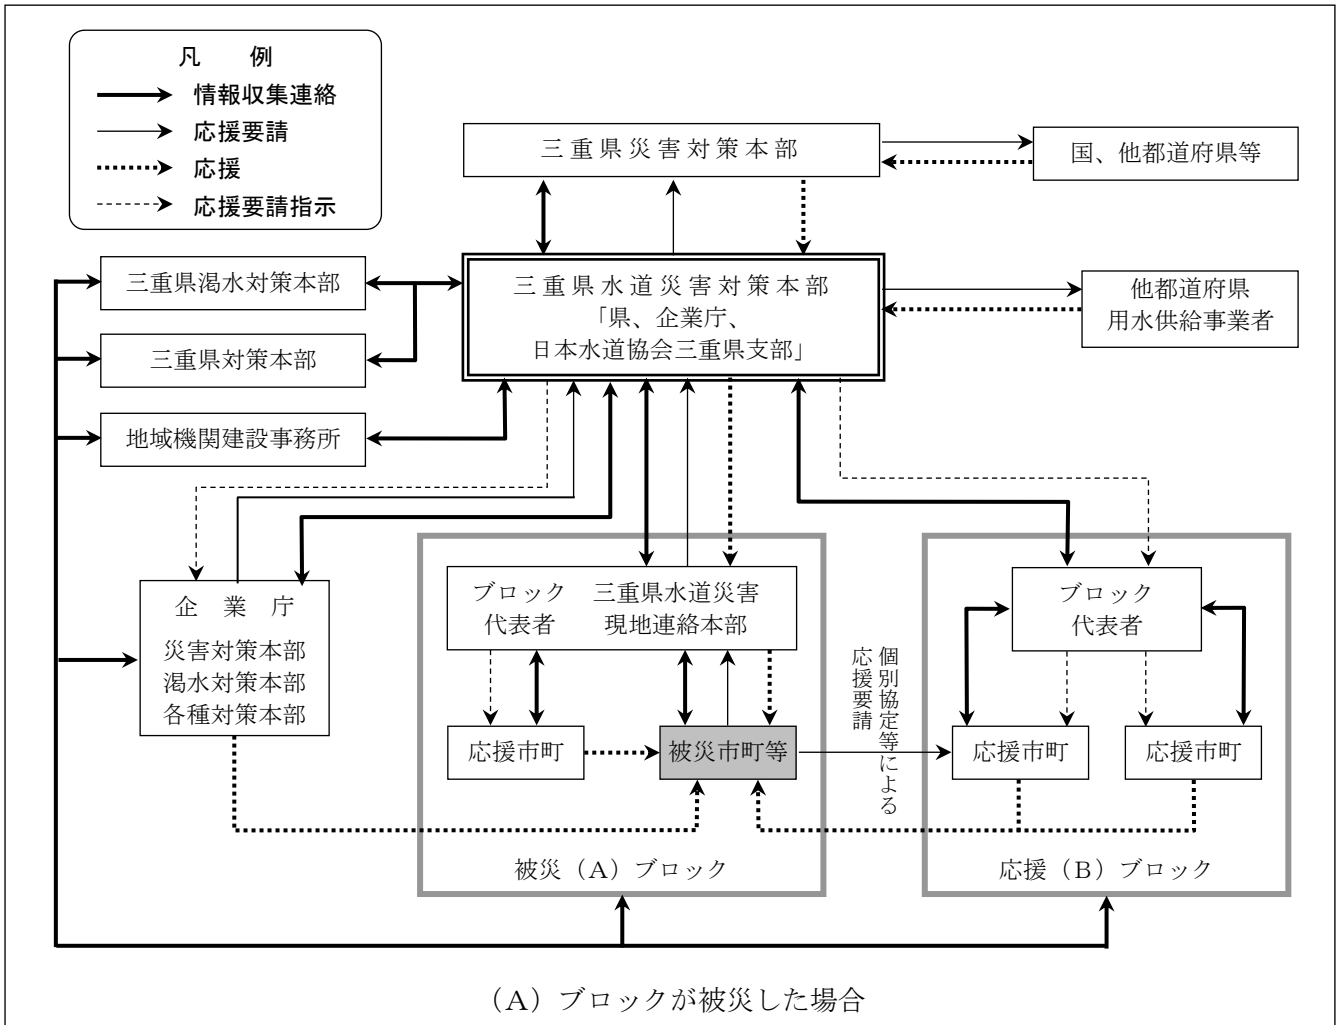 凡　例
情報収集連絡
応援要請
応援
応援要請指示
三重県災害対策本部
国、他都道府県等
三重県渇水対策本部
三重県水道災害対策本部
「県、企業庁、
日本水道協会三重県支部」
他都道府県
用水供給事業者
三重県対策本部
地域機関建設事務所
企　業　庁
災害対策本部
渇水対策本部
各種対策本部
ブロック
代表者
三重県水道災害
現地連絡本部
ブロック
代表者
個別協定等による
応援要請
応援市町
被災市町等
応援市町
応援市町
被災（A）ブロック
応援（B）ブロック
（A）ブロックが被災した場合